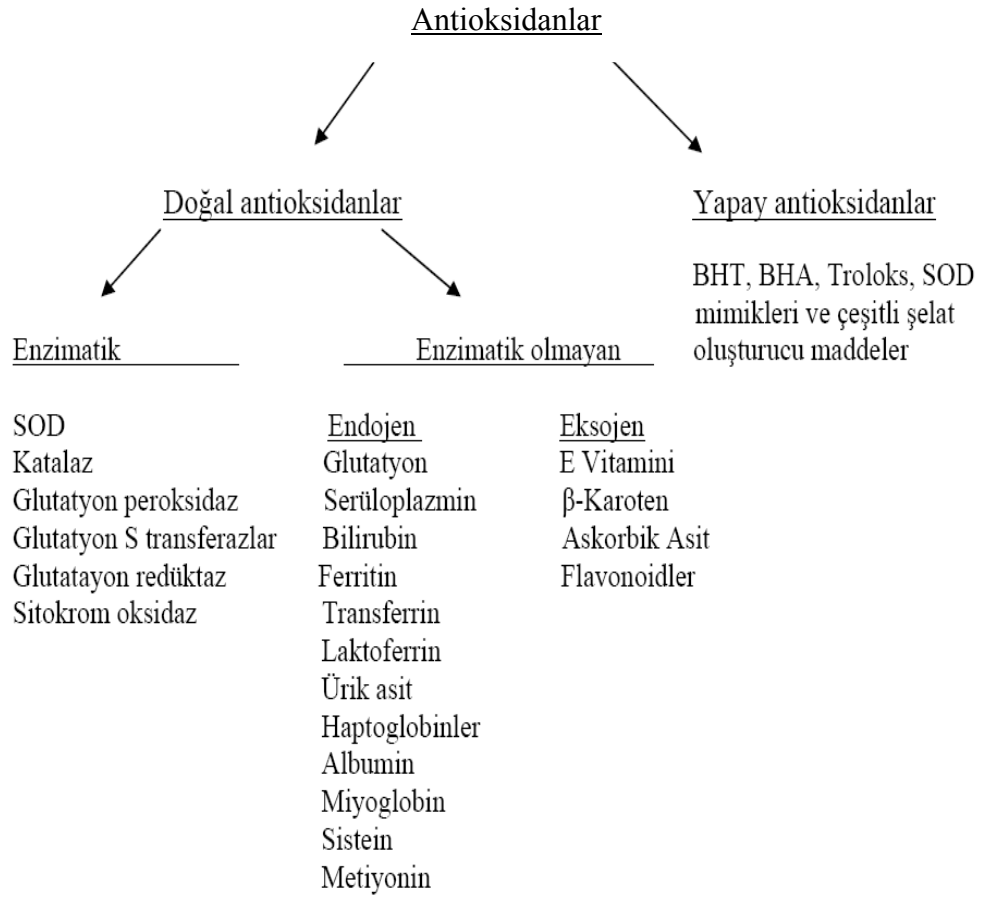 Antioksidanlar
Doğal antioksidanlar
Yapay antioksidanlar
BHT, BHA, Troloks, SOD
mimikleri ve çeşitli şelat
oluşturucu maddeler
Enzimatik
Enzimatik olmayan
SOD
Katalaz
Glutatyon peroksidaz
Glutatyon S transferazlar
Glutatayon redüktaz
Sitokrom oksidaz
Endojen
Glutatyon
Serüloplazmin
Bilirubin
Ferritin
Transferrin
Laktoferrin
Ürik asit
Haptoglobinler
Albumin
Miyoglobin
Sistein
Metiyonin
Eksojen
E Vitamini
β-Karoten
Askorbik Asit
Flavonoidler